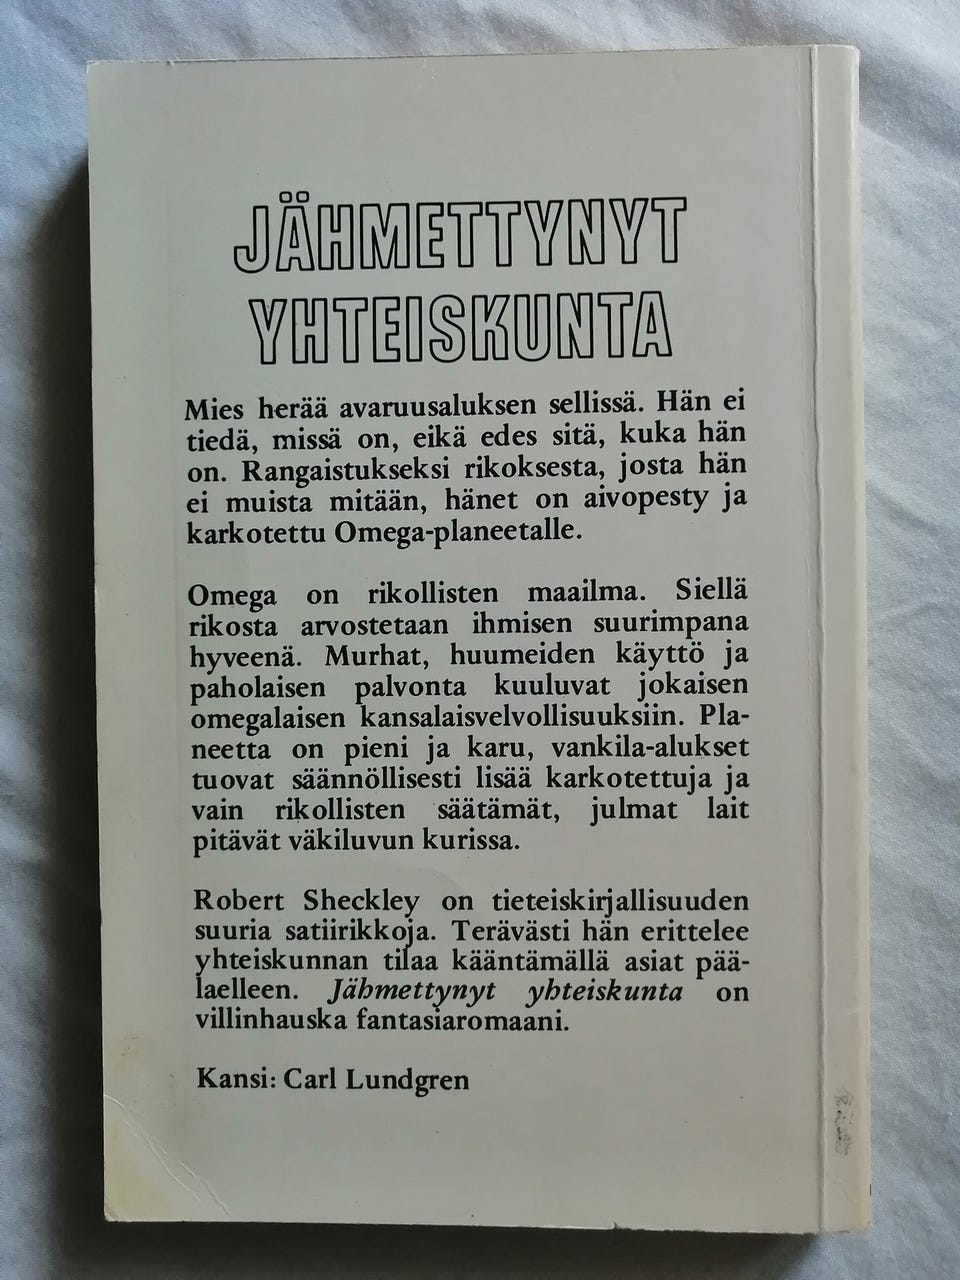 JÄHMETTYNYT
YHTEISKUNTA
Mies herää avaruusaluksen sellissä. Hän ei
tiedä, missä on, eikä edes sitä, kuka hän
on. Rangaistukseksi rikoksesta, josta hän
ei muista mitään, hänet on aivopesty ja
karkotettu Omega-planeetalle.
Omega on rikollisten maailma. Siellä
rikosta arvostetaan ihmisen suurimpana
hyveenä. Murhat, huumeiden käyttö ja
paholaisen palvonta kuuluvat jokaisen
omegalaisen kansalaisvelvollisuuksiin. Pla-
neetta on pieni ja karu, vankila-alukset
tuovat säännöllisesti lisää karkotettuja ja
vain rikollisten säätämät, julmat lait
pitävät väkiluvun kurissa.
Robert Sheckley on tieteiskirjallisuuden
suuria satiirikkoja. Terävästi hän erittelee
yhteiskunnan tilaa kääntämällä asiat pää-
laelleen. Jähmettynyt yhteiskunta on
villinhauska fantasiaromaani.
Kansi: Carl Lundgren